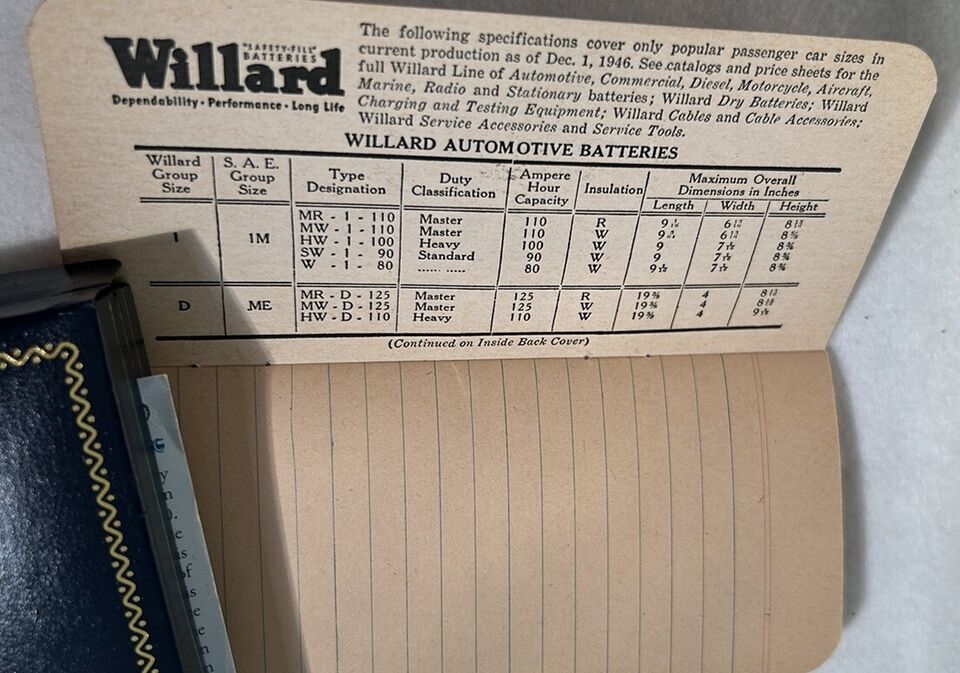 Willard
"SAFETY-FILL"
BATTERIES
Dependability · Performance · Long Life
The following specifications cover only popular passenger car sizes in
current production as of Dec. 1, 1946. See catalogs and price sheets for the
full Willard Line of Automotive, Commercial, Diesel, Motorcycle, Aircraft,
Marine, Radio and Stationary batteries; Willard Dry Batteries; Willard
Charging and Testing Equipment; Willard Cables and Cable Accessories;
Willard Service Accessories and Service Tools.
WILLARD AUTOMOTIVE BATTERIES
Willard Group Size S. A. E. Group Size Type Designation Duty Classification Ampere Hour Capacity Insulation Maximum Overall Dimensions in Inches
Length Width Height
1 1M
MR - 1 - 110 Master 110 R
MW - 1 - 110 Master 110 W
HW - 1 - 100 Heavy 100 W 9
SW - 1 - 90 Standard 90 W 9
W - 1 - 80 ...... ...... 80 W
D ME
MR - D - 125 Master 125 R 4
MW - D - 125 Master 125 W 4
HW - D - 110 Heavy 110 W 4
(Continued on Inside Back Cover)